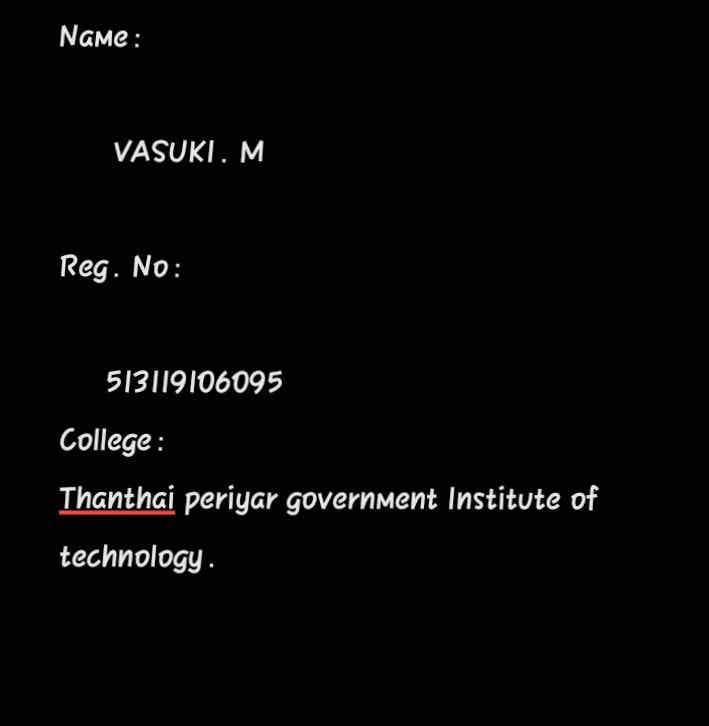 Name:
VASUKI. M
Reg. No:
513119106095
College:
Thanthai periyar government Institute of
technology.